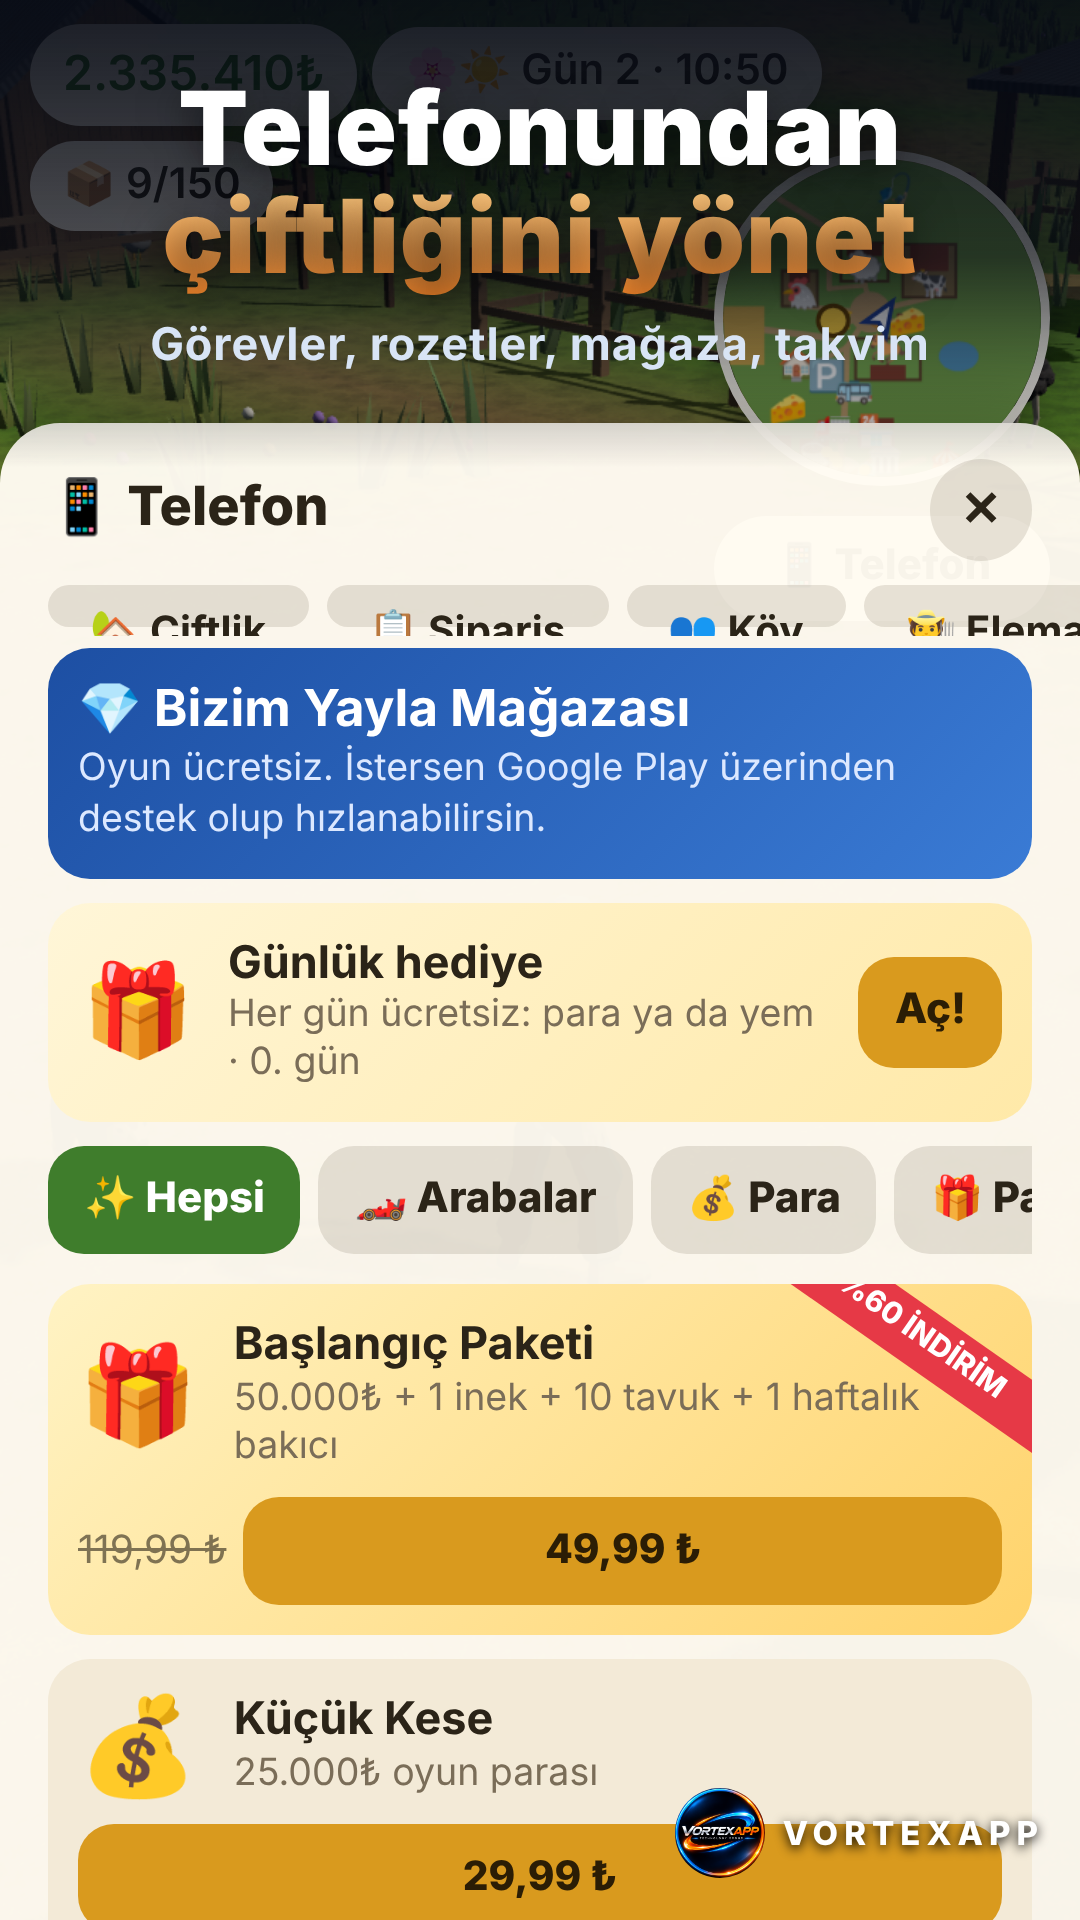 2.335.410₺
🌸☀️ Gün 2 · 10:50
Telefonundan
📦 9/150
çiftliğini yönet
Görevler, rozetler, mağaza, takvim
P
📱 Telefon
✕
📱 Telefon
🏡 Çiftlik
📋 Sipariş
👥 Köy
Elema
💎 Bizim Yayla Mağazası
Oyun ücretsiz. İstersen Google Play üzerinden
destek olup hızlanabilirsin.
Günlük hediye
Her gün ücretsiz: para ya da yem
· 0. gün
Aç!
✨ Hepsi
🏎️ Arabalar
💰 Para
🎁 Pa
%60 İNDİRİM
Başlangıç Paketi
50.000₺ + 1 inek + 10 tavuk + 1 haftalık
bakıcı
119,99 ₺
49,99 ₺
Küçük Kese
25.000₺ oyun parası
VORTEXAPP
VORTEXAPP
29,99 ₺